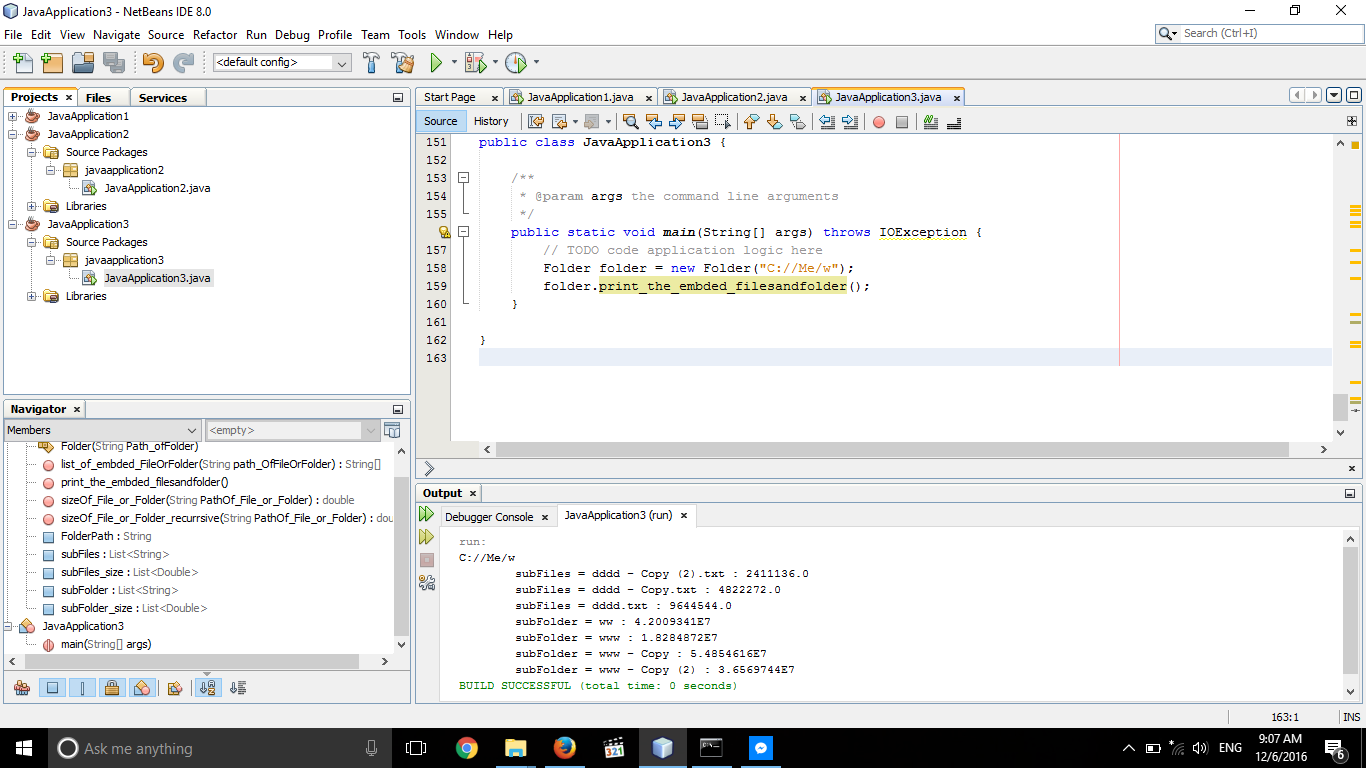 JavaApplication3 - NetBeans IDE 8.0
File Edit View Navigate Source Refactor Run Debug Profile Team Tools Window Help
Search (Ctrl+I)
<default config>
Projects Files Services
JavaApplication1
JavaApplication2
Source Packages
javaapplication2
JavaApplication2.java
Libraries
JavaApplication3
Source Packages
javaapplication3
JavaApplication3.java
Libraries
Navigator
Members <empty>
Folder(String Path_ofFolder)
list_of_embded_FileOrFolder(String path_OfFileOrFolder) : String[]
print_the_embded_filesandfolder()
sizeOf_File_or_Folder(String PathOf_File_or_Folder) : double
sizeOf_File_or_Folder_recurrsive(String PathOf_File_or_Folder) : dou
FolderPath : String
subFiles : List<String>
subFiles_size : List<Double>
subFolder : List<String>
subFolder_size : List<Double>
JavaApplication3
main(String[] args)
Start Page JavaApplication1.java JavaApplication2.java JavaApplication3.java
Source History
151 public class JavaApplication3 {
152
153 /**
154 * @param args the command line arguments
155 */
public static void main(String[] args) throws IOException {
157 // TODO code application logic here
158 Folder folder = new Folder("C://Me/w");
159 folder.print_the_embded_filesandfolder();
160 }
161
162 }
163
Output
Debugger Console JavaApplication3 (run)
run:
C://Me/w
subFiles = dddd - Copy (2).txt : 2411136.0
subFiles = dddd - Copy.txt : 4822272.0
subFiles = dddd.txt : 9644544.0
subFolder = ww : 4.2009341E7
subFolder = www : 1.8284872E7
subFolder = www - Copy : 5.4854616E7
subFolder = www - Copy (2) : 3.6569744E7
BUILD SUCCESSFUL (total time: 0 seconds)
163:1 INS
Ask me anything
321
ENG
9:07 AM
12/6/2016
6